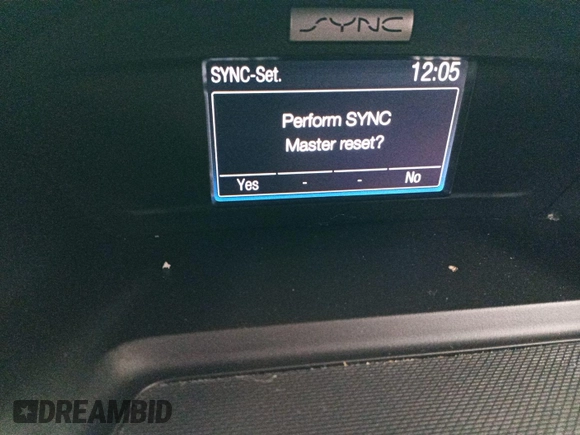 SYNC
SYNC-Set. 12:05
Perform SYNC
Master reset?
Yes - - No
DREAMBID